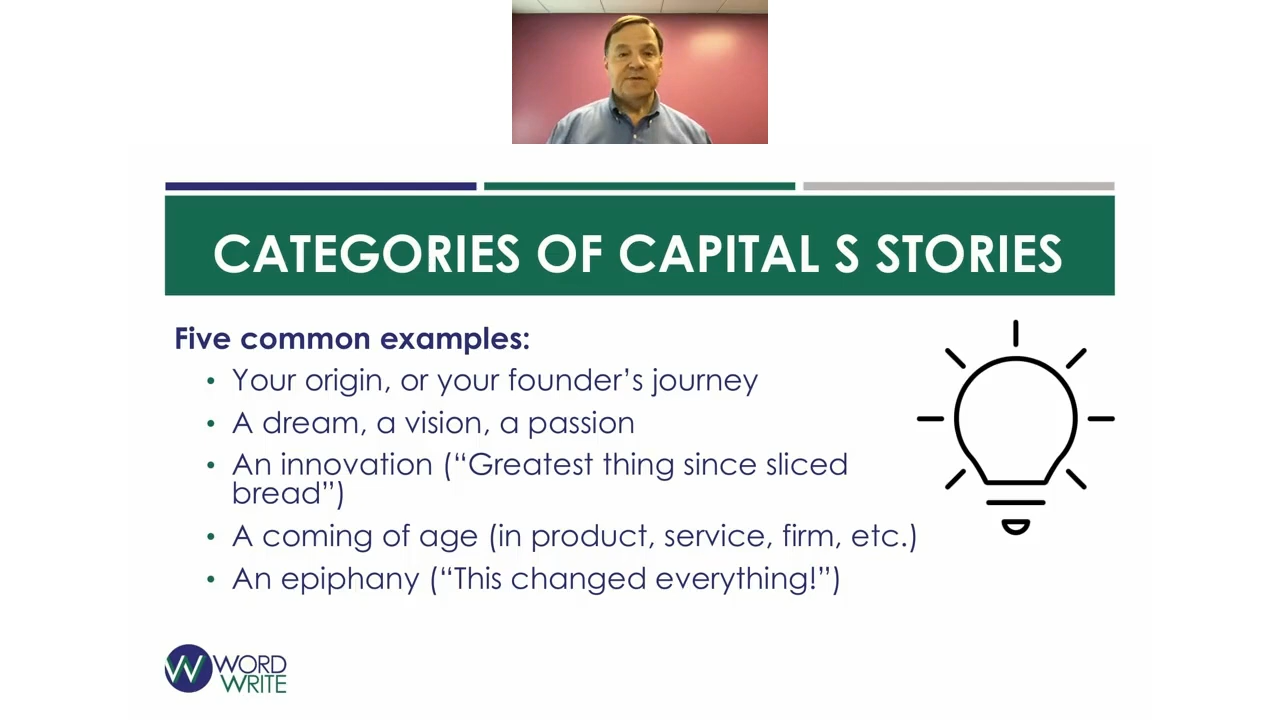 CATEGORIES OF CAPITAL S STORIES
Five common examples:
• Your origin, or your founder’s journey
• A dream, a vision, a passion
• An innovation (“Greatest thing since sliced
bread”)
• A coming of age (in product, service, firm, etc.)
• An epiphany (“This changed everything!”)
WORD
WRITE